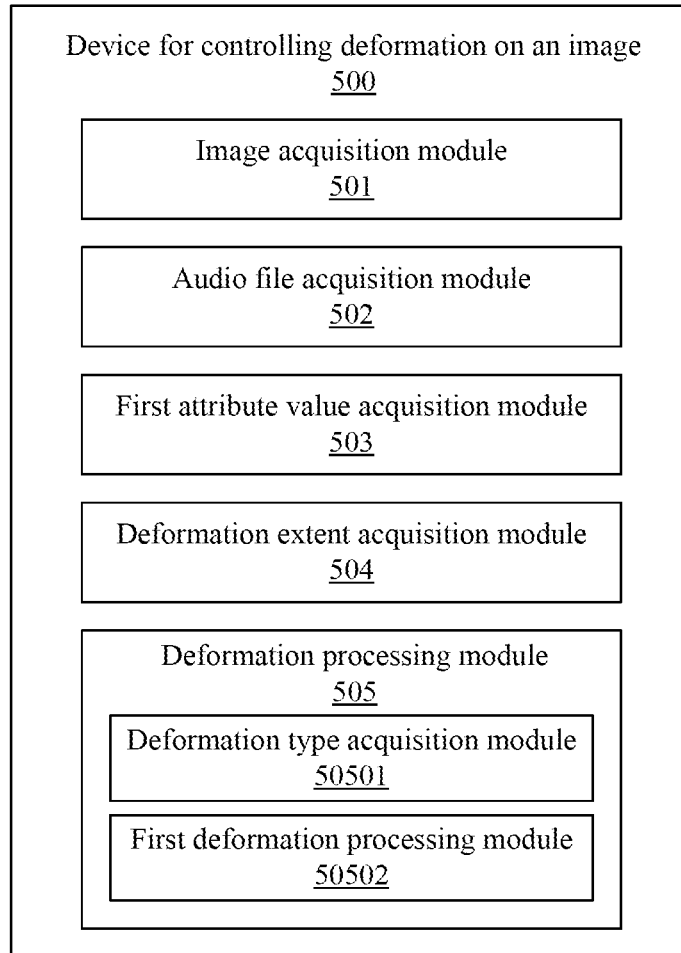 Device for controlling deformation on an image
500
Image acquisition module
501
Audio file acquisition module
502
First attribute value acquisition module
503
Deformation extent acquisition module
504
Deformation processing module
505
Deformation type acquisition module
50501
First deformation processing module
50502